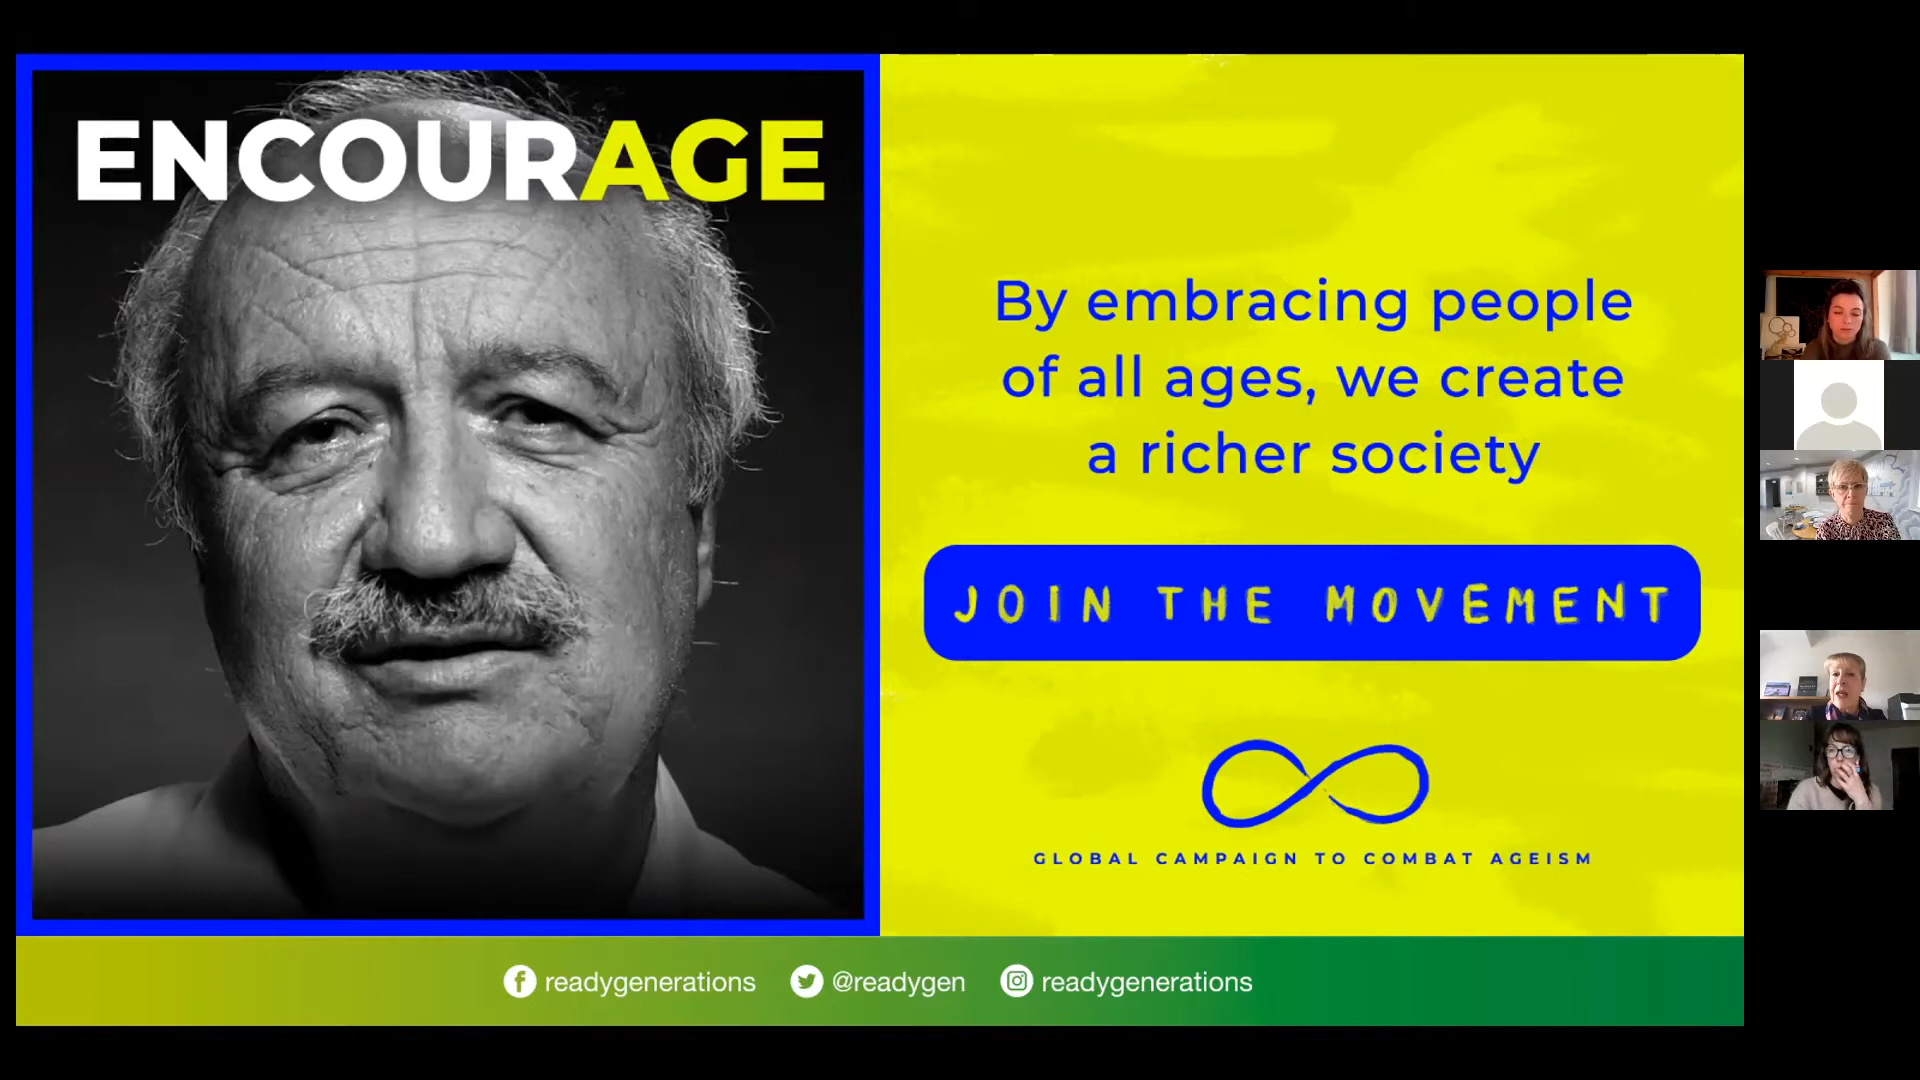 ENCOURAGE
By embracing people
of all ages, we create
a richer society
JOIN THE MOVEMENT
GLOBAL CAMPAIGN TO COMBAT AGEISM
readygenerations @readygen readygenerations